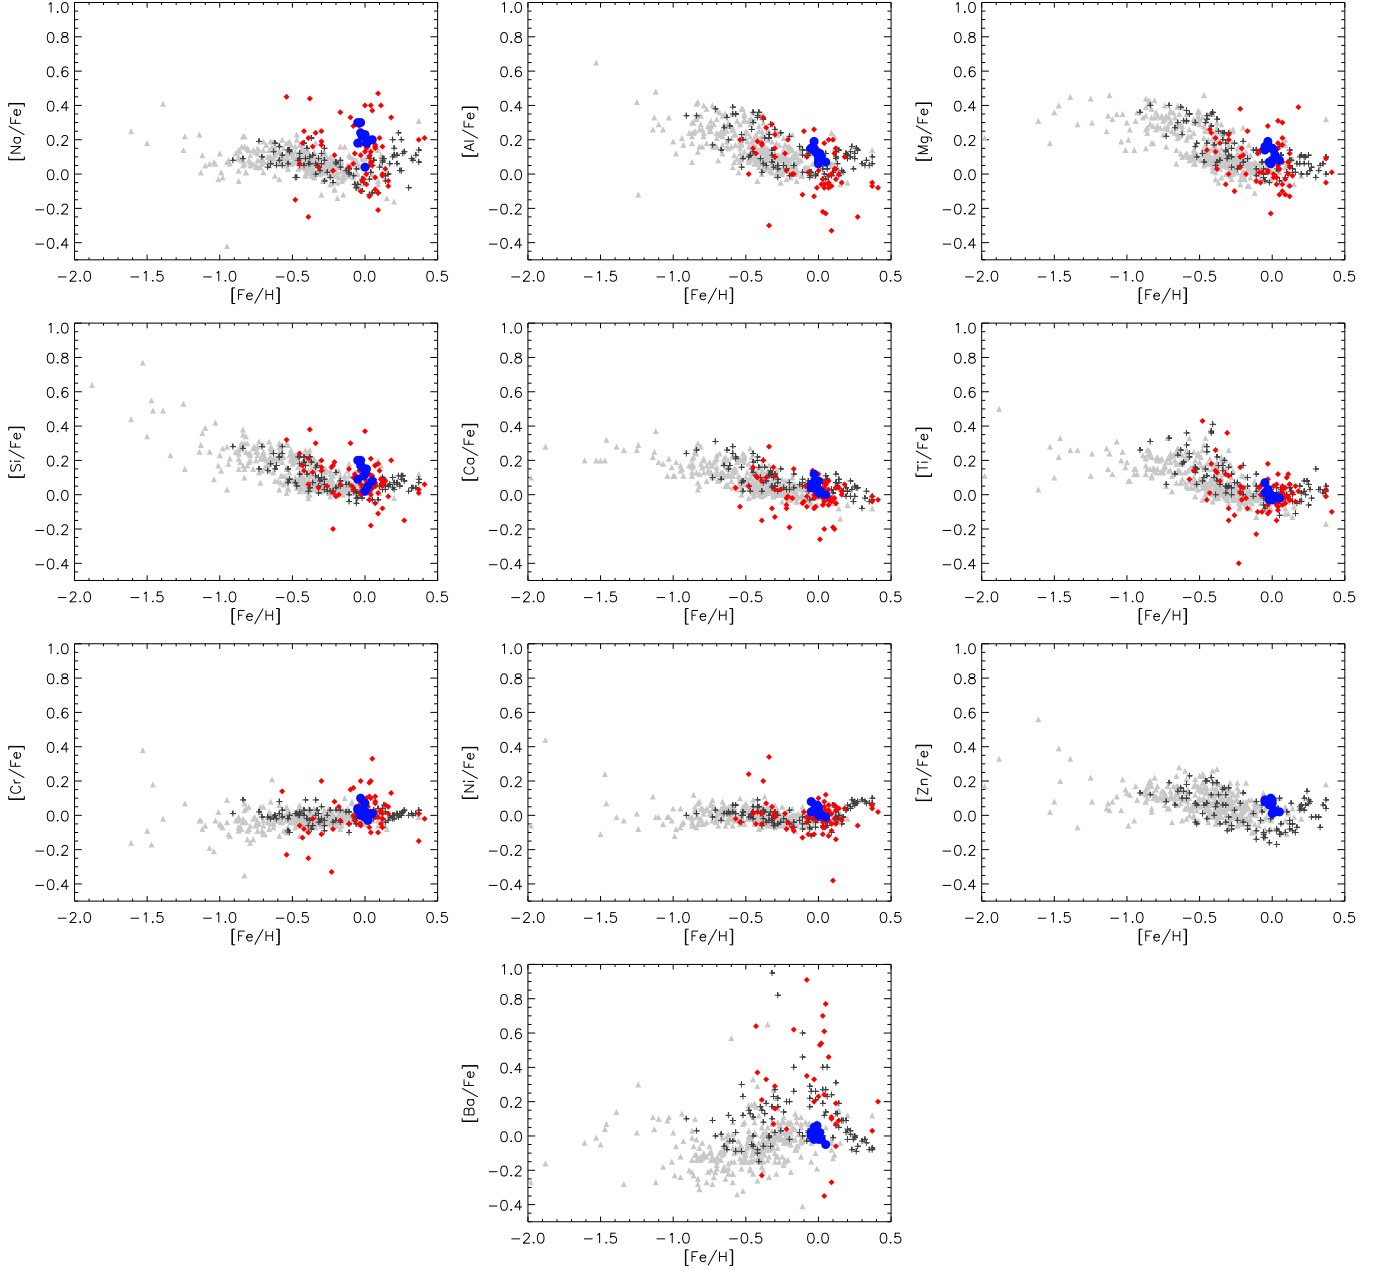 1.0 1.0 1.0
0.8 0.8 0.8
0.6 0.6 0.6
0.4 0.4 0.4
0.2 0.2 0.2
0.0 0.0 0.0
−0.2 −0.2 −0.2
−0.4 −0.4 −0.4
[Na/Fe] [Al/Fe] [Mg/Fe]
−2.0 −1.5 −1.0 −0.5 0.0 0.5 −2.0 −1.5 −1.0 −0.5 0.0 0.5 −2.0 −1.5 −1.0 −0.5 0.0 0.5
[Fe/H] [Fe/H] [Fe/H]
1.0 1.0 1.0
0.8 0.8 0.8
0.6 0.6 0.6
0.4 0.4 0.4
0.2 0.2 0.2
0.0 0.0 0.0
−0.2 −0.2 −0.2
−0.4 −0.4 −0.4
[Si/Fe] [Ca/Fe] [Ti/Fe]
−2.0 −1.5 −1.0 −0.5 0.0 0.5 −2.0 −1.5 −1.0 −0.5 0.0 0.5 −2.0 −1.5 −1.0 −0.5 0.0 0.5
[Fe/H] [Fe/H] [Fe/H]
1.0 1.0 1.0
0.8 0.8 0.8
0.6 0.6 0.6
0.4 0.4 0.4
0.2 0.2 0.2
0.0 0.0 0.0
−0.2 −0.2 −0.2
−0.4 −0.4 −0.4
[Cr/Fe] [Ni/Fe] [Zn/Fe]
−2.0 −1.5 −1.0 −0.5 0.0 0.5 −2.0 −1.5 −1.0 −0.5 0.0 0.5 −2.0 −1.5 −1.0 −0.5 0.0 0.5
[Fe/H] [Fe/H] [Fe/H]
1.0
0.8
0.6
0.4
0.2
0.0
−0.2
−0.4
[Ba/Fe]
−2.0 −1.5 −1.0 −0.5 0.0 0.5
[Fe/H]